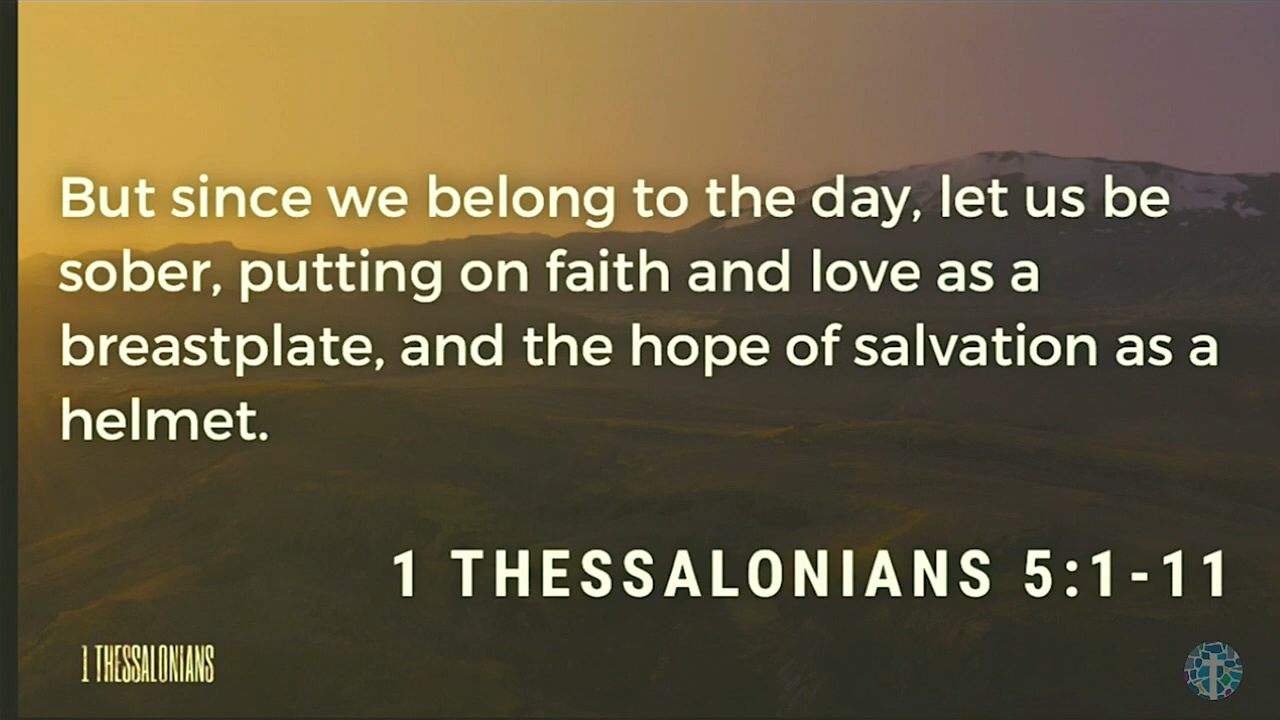 But since we belong to the day, let us be
sober, putting on faith and love as a
breastplate, and the hope of salvation as a
helmet.
1 THESSALONIANS 5:1-11
1 THESSALONIANS